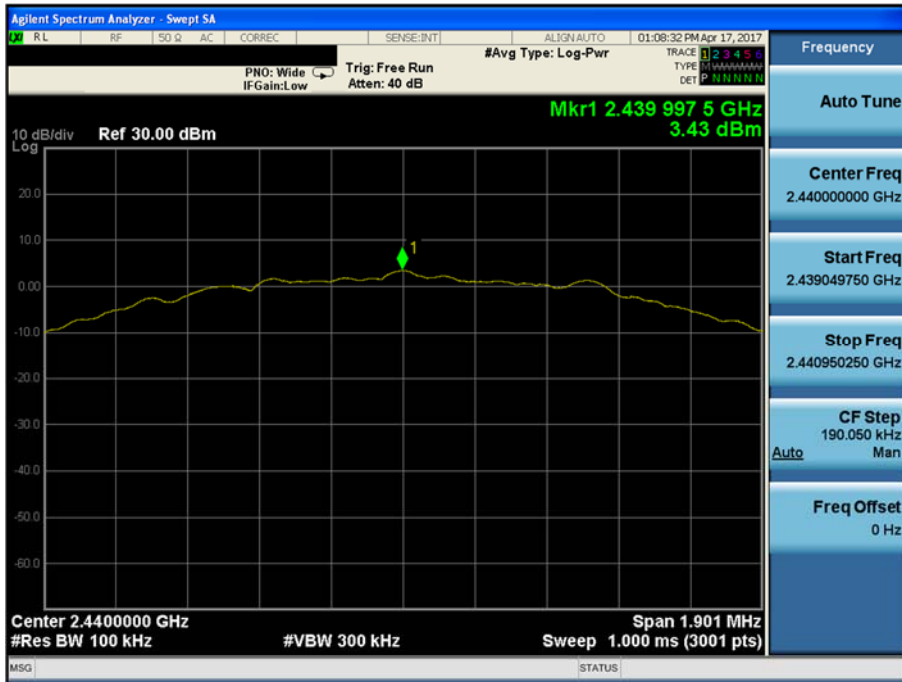 Agilent Spectrum Analyzer - Swept SA
RL RF 50 Ω AC CORREC SENSE:INT ALIGN AUTO 01:08:32 PM Apr 17, 2017
PNO: Wide
IFGain:Low
Trig: Free Run
Atten: 40 dB
#Avg Type: Log-Pwr
TRACE 1 2 3 4 5 6
TYPE M WWWWW
DET P N N N N N
Mkr1 2.439 997 5 GHz
3.43 dBm
10 dB/div
Log
Ref 30.00 dBm
20.0
10.0
0.00
-10.0
-20.0
-30.0
-40.0
-50.0
-60.0
1
Center 2.4400000 GHz
Span 1.901 MHz
#Res BW 100 kHz
#VBW 300 kHz
Sweep 1.000 ms (3001 pts)
MSG
STATUS
Frequency
Auto Tune
Center Freq
2.440000000 GHz
Start Freq
2.439049750 GHz
Stop Freq
2.440950250 GHz
CF Step
190.050 kHz
Auto Man
Freq Offset
0 Hz